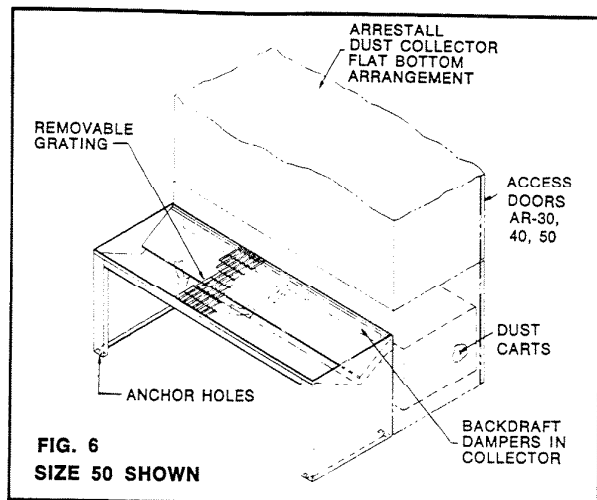 ARRESTALL
DUST COLLECTOR
FLAT BOTTOM
ARRANGEMENT
REMOVABLE
GRATING
ACCESS
DOORS
AR-30,
40, 50
DUST
CARTS
ANCHOR HOLES
BACKDRAFT
DAMPERS IN
COLLECTOR
FIG. 6
SIZE 50 SHOWN